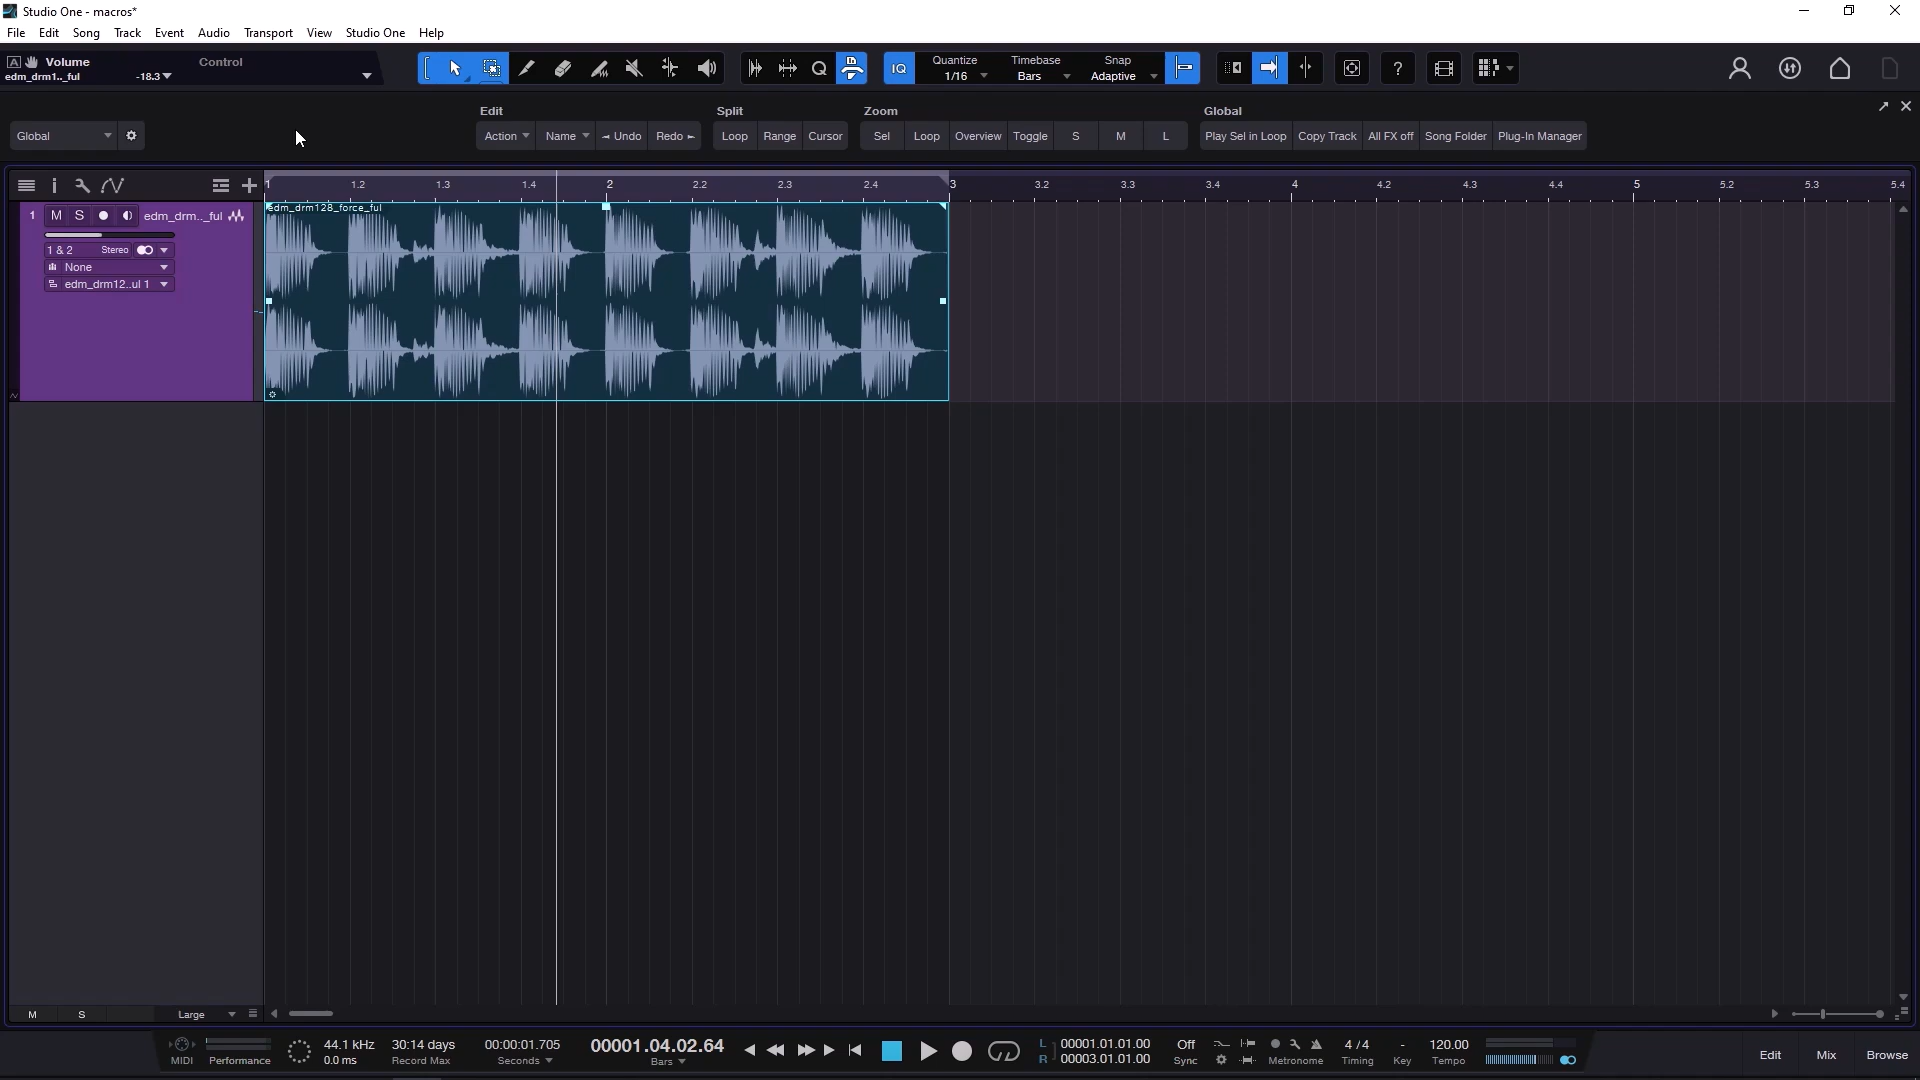 Studio One - macros*
File Edit Song Track Event Audio Transport View Studio One Help
A Volume Control
edm_drm1.._ful -18.3
IQ
Quantize Timebase Snap
1/16 Bars Adaptive
?
Edit Split Zoom Global
Global
Action Name Undo Redo Loop Range Cursor Sel Loop Overview Toggle S M L Play Sel in Loop Copy Track All FX off Song Folder Plug-In Manager
1 1.2 1.3 1.4 2 2.2 2.3 2.4 3 3.2 3.3 3.4 4 4.2 4.3 4.4 5 5.2 5.3 5.4
1 M S edm_drm.._ful
edm_drm128_force_ful
1 & 2 Stereo
None
edm_drm12..ul 1
M S Large
MIDI Performance
44.1 kHz 30:14 days 00:00:01.705 00001.04.02.64
0.0 ms Record Max Seconds Bars
L 00001.01.01.00
R 00003.01.01.00
Off 4 / 4 - 120.00
Sync Metronome Timing Key Tempo
Edit Mix Browse